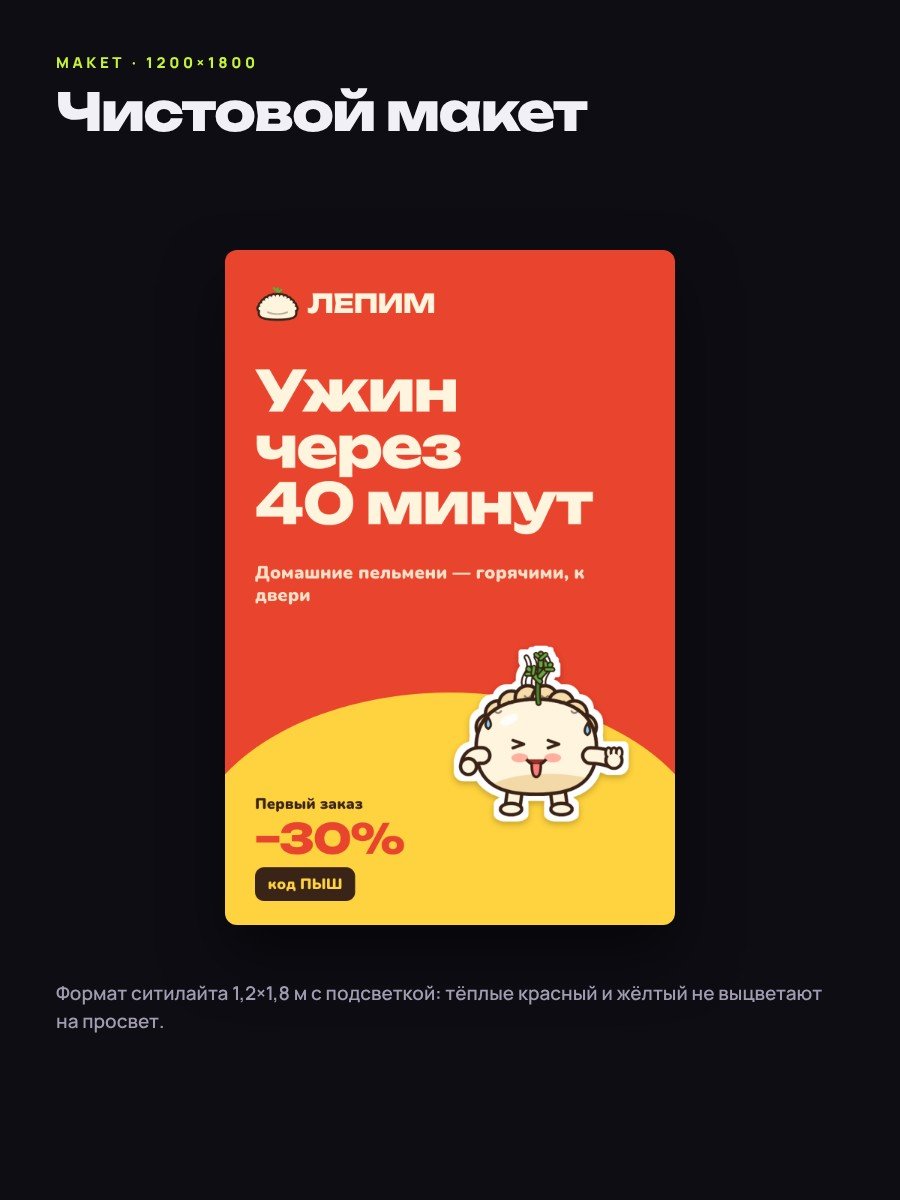 МАКЕТ · 1200×1800
Чистовой макет
ЛЕПИМ
Ужин
через
40 минут
Домашние пельмени — горячими, к
двери
Первый заказ
−30%
код ПЫШ
Формат ситилайта 1,2×1,8 м с подсветкой: тёплые красный и жёлтый не выцветают
на просвет.